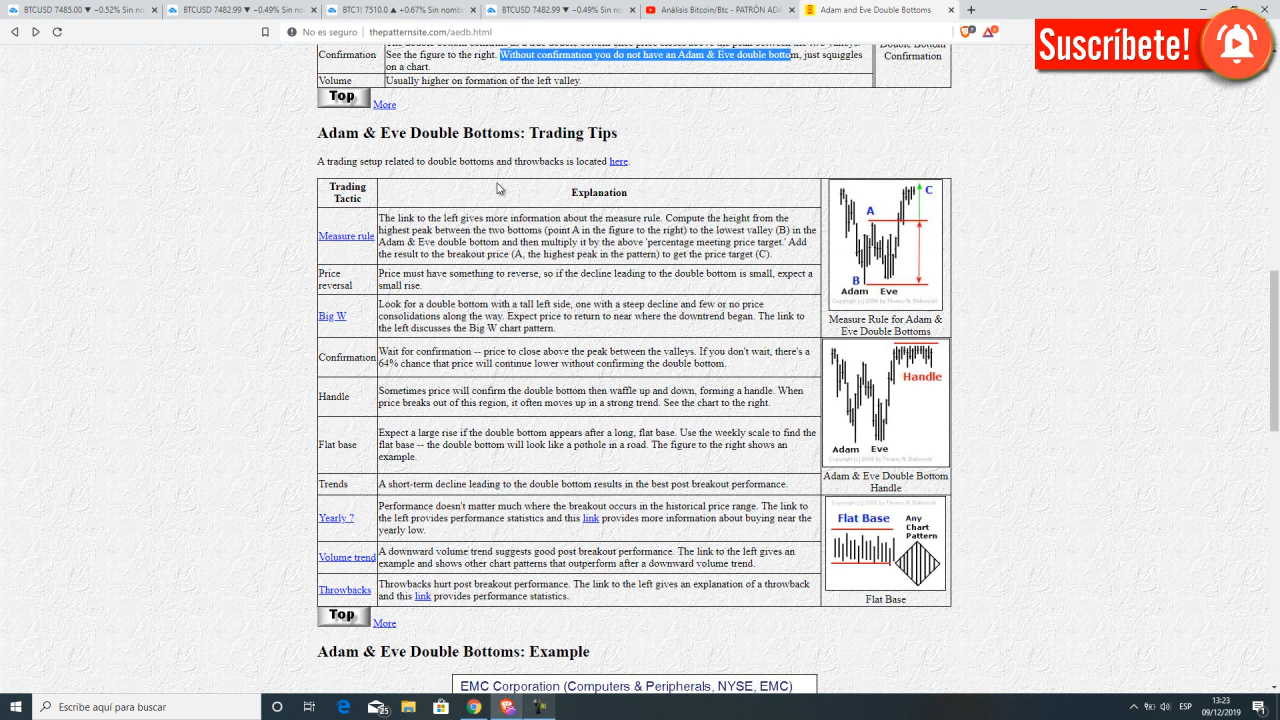 BTCUSD 7485.00 ▼ −0.52% Sin nomb
BTCUSD 7482.99 ▼ −0.49% Sin nombr
BTC1! 7510.0 ▲ +0.67% Sin nombr
BTCUSD 7482.99 ▼ −0.49% Sin nombr
Análisis Bitcoin/Btc - PATRÓN ADA
Adam and Eve Double Bottoms
No es seguro | thepatternsite.com/aedb.html
Suscríbete!
Confirmation
See the figure to the right. Without confirmation you do not have an Adam & Eve double bottom, just squiggles
on a chart.
Confirmation
Volume
Usually higher on formation of the left valley.
Top
More
Adam & Eve Double Bottoms: Trading Tips
A trading setup related to double bottoms and throwbacks is located here.
Trading
Tactic
Explanation
Measure rule
The link to the left gives more information about the measure rule. Compute the height from the
highest peak between the two bottoms (point A in the figure to the right) to the lowest valley (B) in the
Adam & Eve double bottom and then multiply it by the above 'percentage meeting price target.' Add
the result to the breakout price (A, the highest peak in the pattern) to get the price target (C).
C
A
B
Adam Eve
Measure Rule for Adam &
Eve Double Bottoms
Price
reversal
Price must have something to reverse, so if the decline leading to the double bottom is small, expect a
small rise.
Big W
Look for a double bottom with a tall left side, one with a steep decline and few or no price
consolidations along the way. Expect price to return to near where the downtrend began. The link to
the left discusses the Big W chart pattern.
Confirmation
Wait for confirmation -- price to close above the peak between the valleys. If you don't wait, there's a
64% chance that price will continue lower without confirming the double bottom.
Handle
Sometimes price will confirm the double bottom then waffle up and down, forming a handle. When
price breaks out of this region, it often moves up in a strong trend. See the chart to the right.
Handle
Adam Eve
Adam & Eve Double Bottom
Handle
Flat base
Expect a large rise if the double bottom appears after a long, flat base. Use the weekly scale to find the
flat base -- the double bottom will look like a pothole in a road. The figure to the right shows an
example.
Trends
A short-term decline leading to the double bottom results in the best post breakout performance.
Yearly ?
Performance doesn't matter much where the breakout occurs in the historical price range. The link to
the left provides performance statistics and this link provides more information about buying near the
yearly low.
Flat Base
Any
Chart
Pattern
Flat Base
Volume trend
A downward volume trend suggests good post breakout performance. The link to the left gives an
example and shows other chart patterns that outperform after a downward volume trend.
Throwbacks
Throwbacks hurt post breakout performance. The link to the left gives an explanation of a throwback
and this link provides performance statistics.
Top
More
Adam & Eve Double Bottoms: Example
EMC Corporation (Computers & Peripherals, NYSE, EMC)
Escribe aquí para buscar
25
ESP
13:23
09/12/2019
1